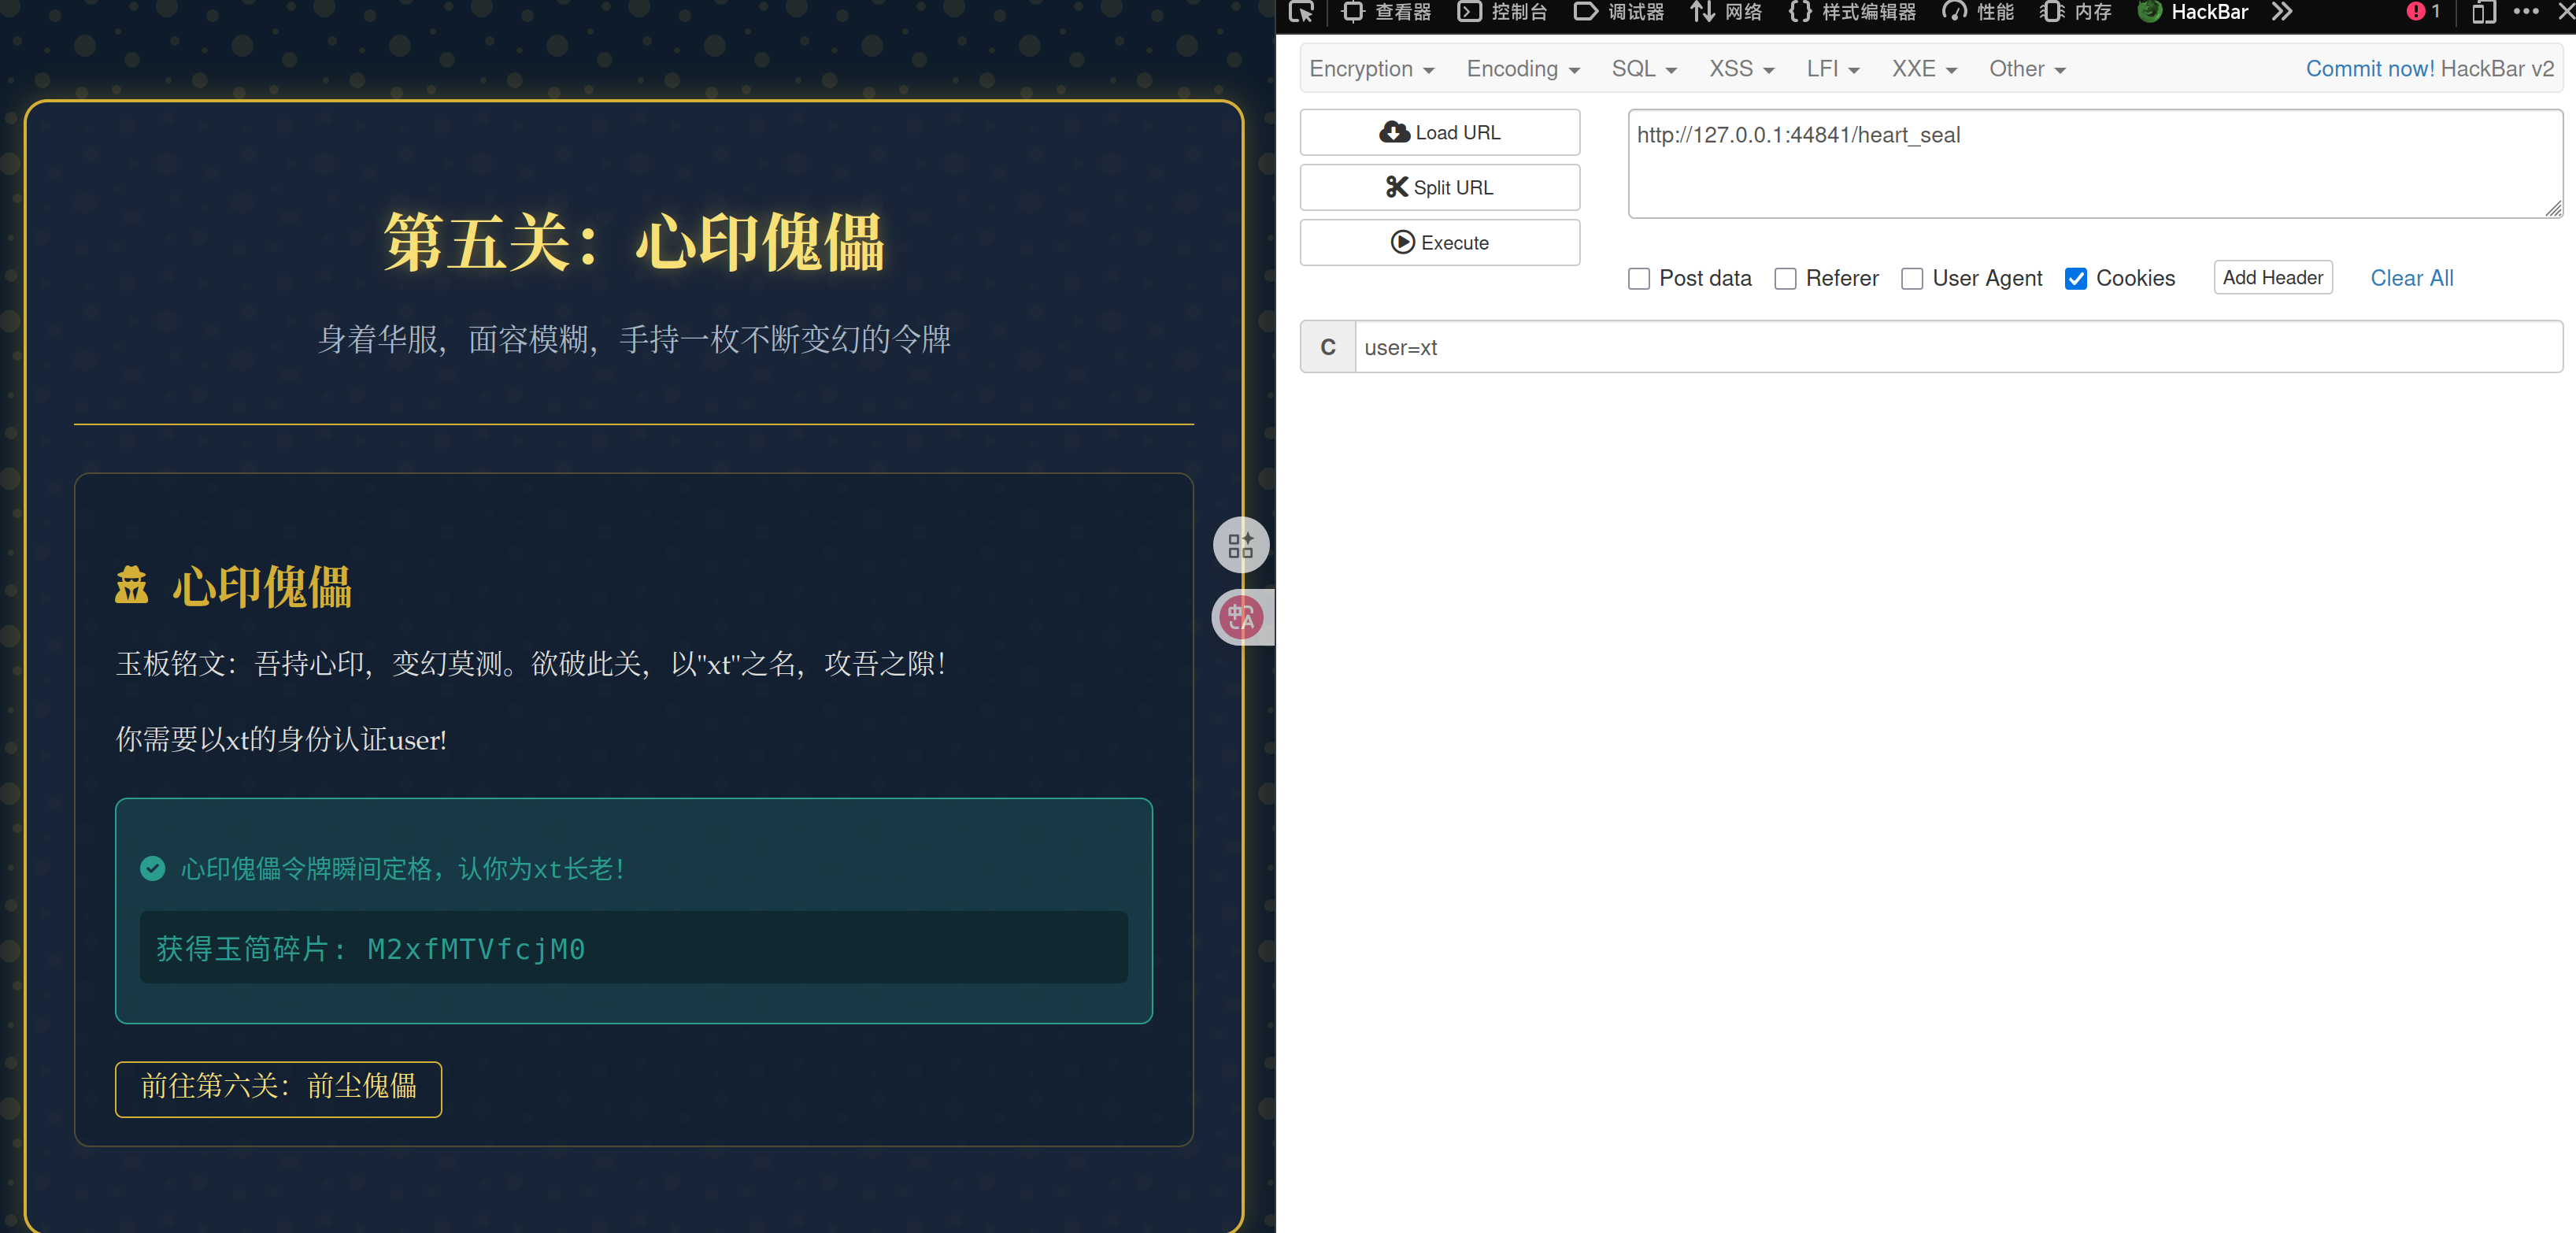 第五关：心印傀儡
身着华服，面容模糊，手持一枚不断变幻的令牌
心印傀儡
玉板铭文：吾持心印，变幻莫测。欲破此关，以"xt"之名，攻吾之隙！
你需要以xt的身份认证user!
心印傀儡令牌瞬间定格，认你为xt长老！
获得玉简碎片: M2xfMTVfcjM0
前往第六关：前尘傀儡
中A
查看器 控制台 调试器 网络 样式编辑器 性能 内存 HackBar 1
Encryption Encoding SQL XSS LFI XXE Other Commit now! HackBar v2
Load URL
Split URL
Execute
http://127.0.0.1:44841/heart_seal
Post data Referer User Agent Cookies Add Header Clear All
C user=xt